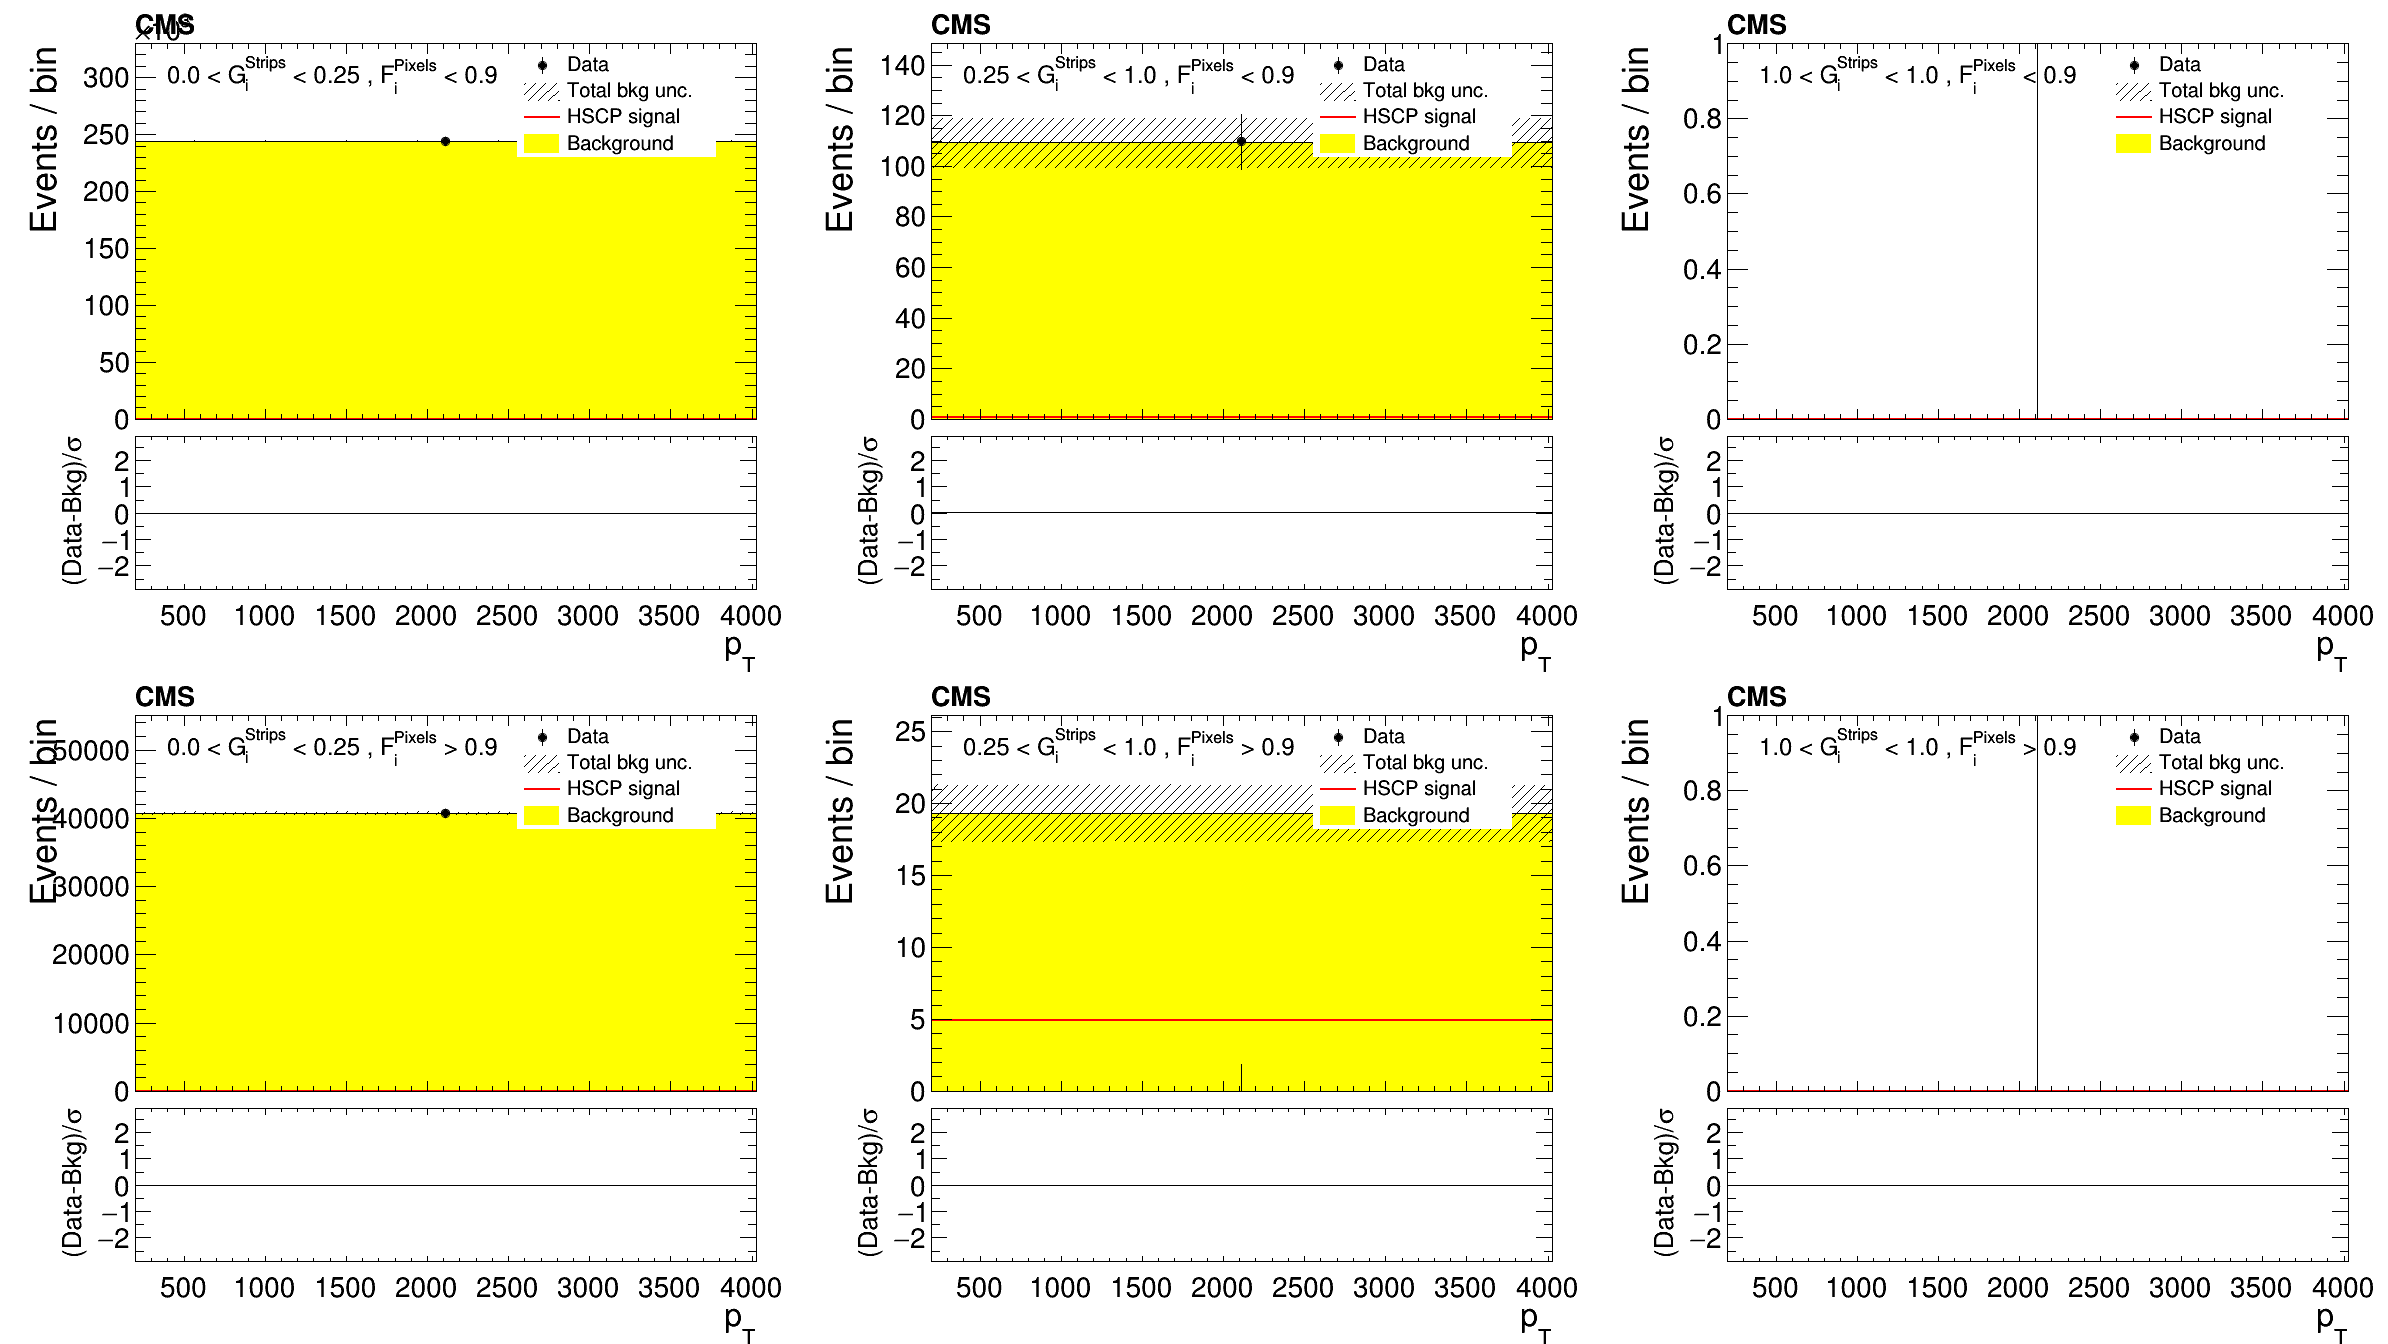 CMS
Events / bin
0.0 < G_i^Strips < 0.25 , F_i^Pixels < 0.9
Data
Total bkg unc.
HSCP signal
Background
300
250
200
150
100
50
0
(Data-Bkg)/σ
2
1
0
−1
−2
500 1000 1500 2000 2500 3000 3500 4000
p_T
CMS
Events / bin
0.25 < G_i^Strips < 1.0 , F_i^Pixels < 0.9
Data
Total bkg unc.
HSCP signal
Background
140
120
100
80
60
40
20
0
(Data-Bkg)/σ
2
1
0
−1
−2
500 1000 1500 2000 2500 3000 3500 4000
p_T
CMS
Events / bin
1.0 < G_i^Strips < 1.0 , F_i^Pixels < 0.9
Data
Total bkg unc.
HSCP signal
Background
1
0.8
0.6
0.4
0.2
0
(Data-Bkg)/σ
2
1
0
−1
−2
500 1000 1500 2000 2500 3000 3500 4000
p_T
CMS
Events / bin
0.0 < G_i^Strips < 0.25 , F_i^Pixels > 0.9
Data
Total bkg unc.
HSCP signal
Background
50000
40000
30000
20000
10000
0
(Data-Bkg)/σ
2
1
0
−1
−2
500 1000 1500 2000 2500 3000 3500 4000
p_T
CMS
Events / bin
0.25 < G_i^Strips < 1.0 , F_i^Pixels > 0.9
Data
Total bkg unc.
HSCP signal
Background
25
20
15
10
5
0
(Data-Bkg)/σ
2
1
0
−1
−2
500 1000 1500 2000 2500 3000 3500 4000
p_T
CMS
Events / bin
1.0 < G_i^Strips < 1.0 , F_i^Pixels > 0.9
Data
Total bkg unc.
HSCP signal
Background
1
0.8
0.6
0.4
0.2
0
(Data-Bkg)/σ
2
1
0
−1
−2
500 1000 1500 2000 2500 3000 3500 4000
p_T